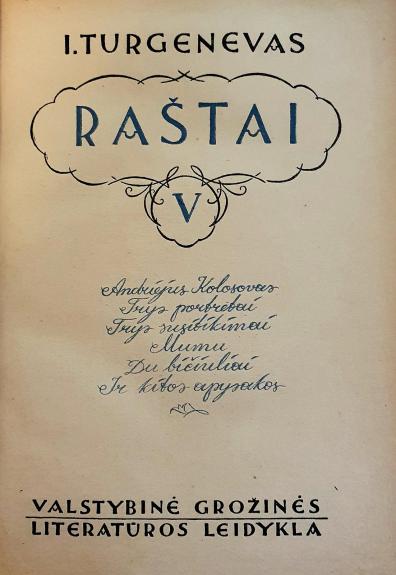 I. TURGENEVAS
RAŠTAI
V
Andriejus Kolosovas
Trys portretai
Trys susitikimai
Mumu
Du bičiuliai
Ir kitos apysakos
VALSTYBINĖ GROŽINĖS
LITERATŪROS LEIDYKLA